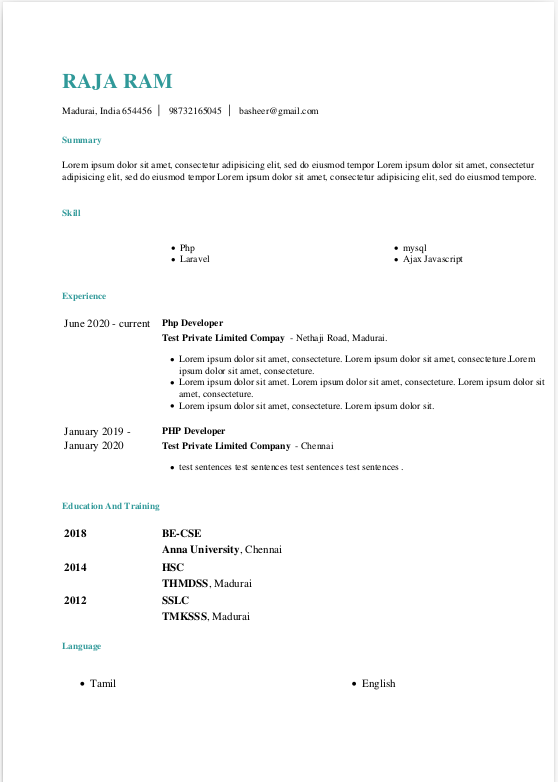 RAJA RAM
Madurai, India 654456 | 98732165045 | basheer@gmail.com
Summary
Lorem ipsum dolor sit amet, consectetur adipisicing elit, sed do eiusmod tempor Lorem ipsum dolor sit amet, consectetur
adipisicing elit, sed do eiusmod tempor Lorem ipsum dolor sit amet, consectetur adipisicing elit, sed do eiusmod tempore.
Skill
• Php • mysql
• Laravel • Ajax Javascript
Experience
June 2020 - current Php Developer
Test Private Limited Compay - Nethaji Road, Madurai.
• Lorem ipsum dolor sit amet, consecteture. Lorem ipsum dolor sit amet, consecteture.Lorem
ipsum dolor sit amet, consecteture.
• Lorem ipsum dolor sit amet. Lorem ipsum dolor sit amet, consecteture. Lorem ipsum dolor sit
amet, consecteture.
• Lorem ipsum dolor sit amet, consecteture. Lorem ipsum dolor sit.
January 2019 - PHP Developer
January 2020 Test Private Limited Company - Chennai
• test sentences test sentences test sentences test sentences .
Education And Training
2018 BE-CSE
Anna University, Chennai
2014 HSC
THMDSS, Madurai
2012 SSLC
TMKSSS, Madurai
Language
• Tamil • English